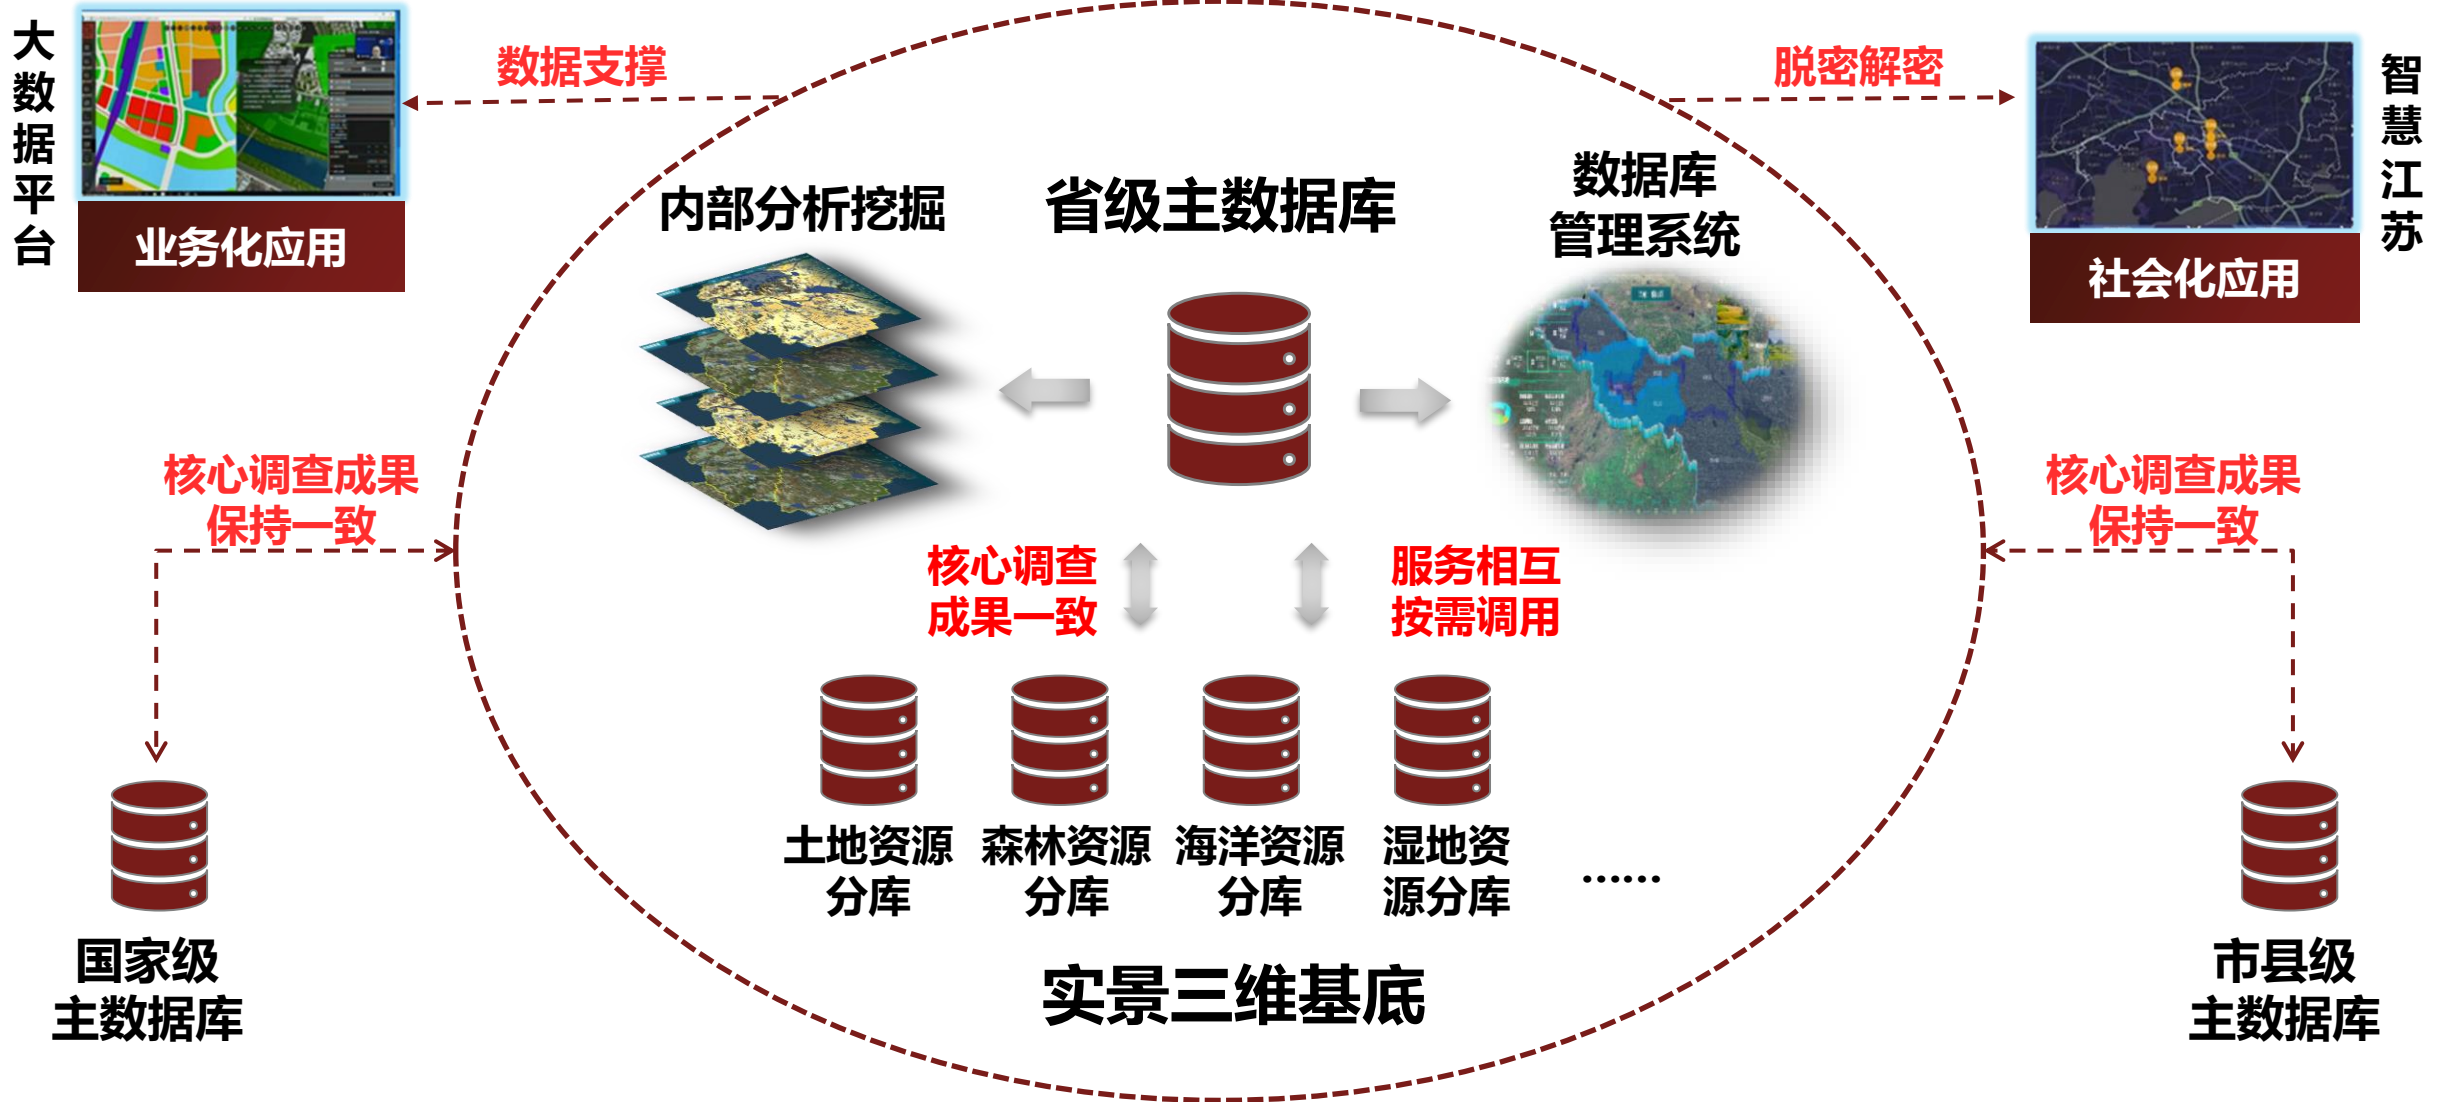 大数据平台
业务化应用
数据支撑
脱密解密
智慧江苏
社会化应用
内部分析挖掘
省级主数据库
数据库
管理系统
核心调查成果
保持一致
核心调查
成果一致
服务相互
按需调用
核心调查成果
保持一致
土地资源
分库
森林资源
分库
海洋资源
分库
湿地资
源分库
……
国家级
主数据库
实景三维基底
市县级
主数据库